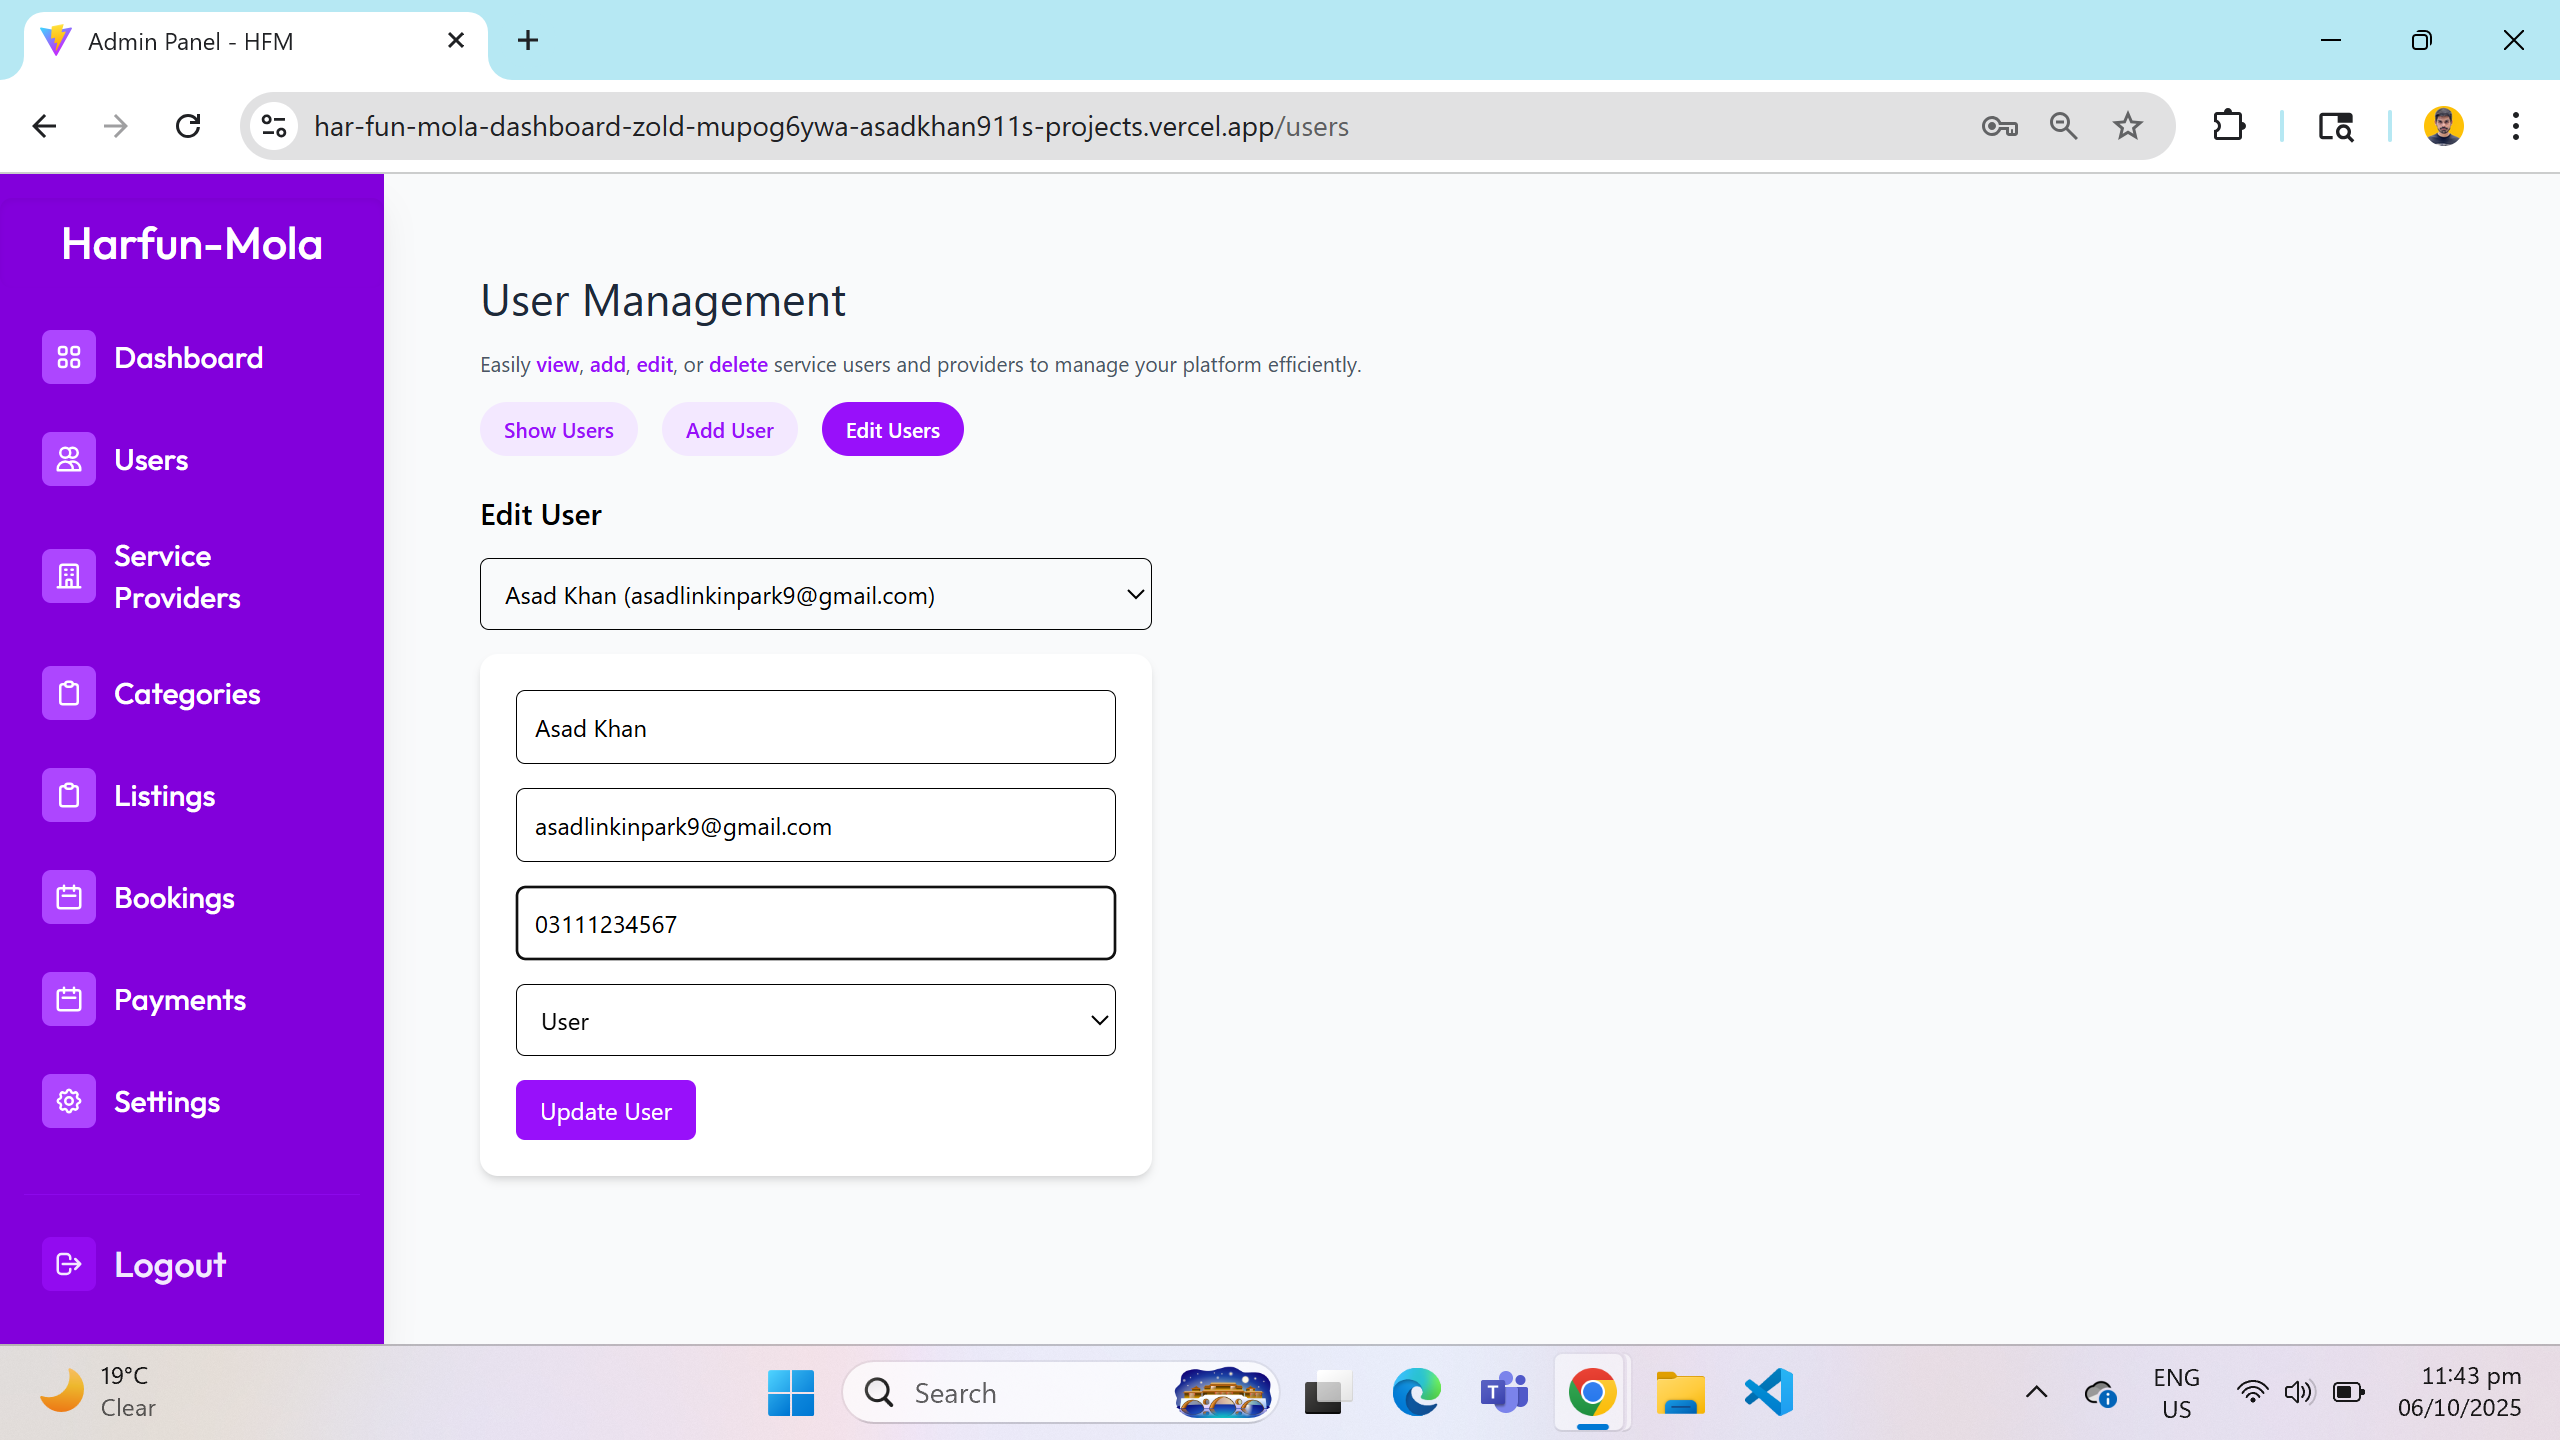 Admin Panel - HFM
har-fun-mola-dashboard-zold-mupog6ywa-asadkhan911s-projects.vercel.app/users
Harfun-Mola
Dashboard
Users
Service
Providers
Categories
Listings
Bookings
Payments
Settings
Logout
User Management
Easily view, add, edit, or delete service users and providers to manage your platform efficiently.
Show Users
Add User
Edit Users
Edit User
Asad Khan (asadlinkinpark9@gmail.com)
Asad Khan
asadlinkinpark9@gmail.com
03111234567
User
Update User
19°C
Clear
Search
T
ENG
US
11:43 pm
06/10/2025